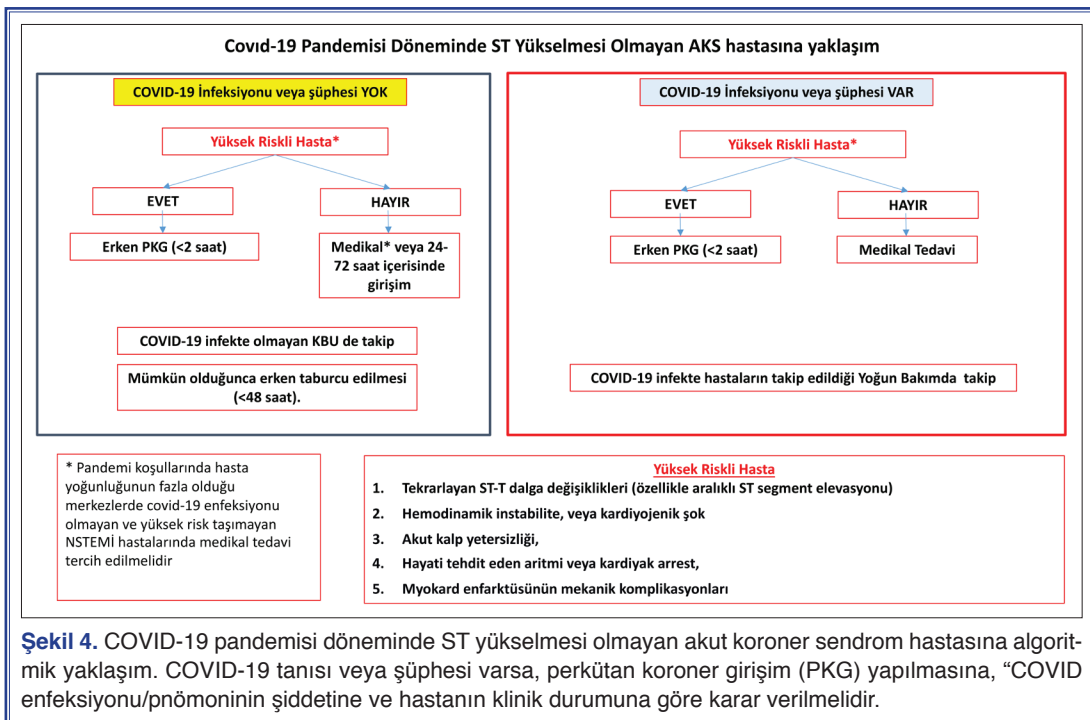 Covıd-19 Pandemisi Döneminde ST Yükselmesi Olmayan AKS hastasına yaklaşım
COVID-19 İnfeksiyonu veya şüphesi YOK
Yüksek Riskli Hasta*
EVET
HAYIR
Erken PKG (<2 saat)
Medikal* veya 24-
72 saat içerisinde
girişim
COVID-19 infekte olmayan KBU de takip
Mümkün olduğunca erken taburcu edilmesi
(<48 saat).
COVID-19 İnfeksiyonu veya şüphesi VAR
Yüksek Riskli Hasta*
EVET
HAYIR
Erken PKG (<2 saat)
Medikal Tedavi
COVID-19 infekte hastaların takip edildiği Yoğun Bakımda takip
* Pandemi koşullarında hasta
yoğunluğunun fazla olduğu
merkezlerde covid-19 enfeksiyonu
olmayan ve yüksek risk taşımayan
NSTEMİ hastalarında medikal tedavi
tercih edilmelidir
Yüksek Riskli Hasta
1. Tekrarlayan ST-T dalga değişiklikleri (özellikle aralıklı ST segment elevasyonu)
2. Hemodinamik instabilite, veya kardiyojenik şok
3. Akut kalp yetersizliği,
4. Hayati tehdit eden aritmi veya kardiyak arrest,
5. Myokard enfarktüsünün mekanik komplikasyonları
Şekil 4. COVID-19 pandemisi döneminde ST yükselmesi olmayan akut koroner sendrom hastasına algorit-
mik yaklaşım. COVID-19 tanısı veya şüphesi varsa, perkütan koroner girişim (PKG) yapılmasına, “COVID
enfeksiyonu/pnömoninin şiddetine ve hastanın klinik durumuna göre karar verilmelidir.